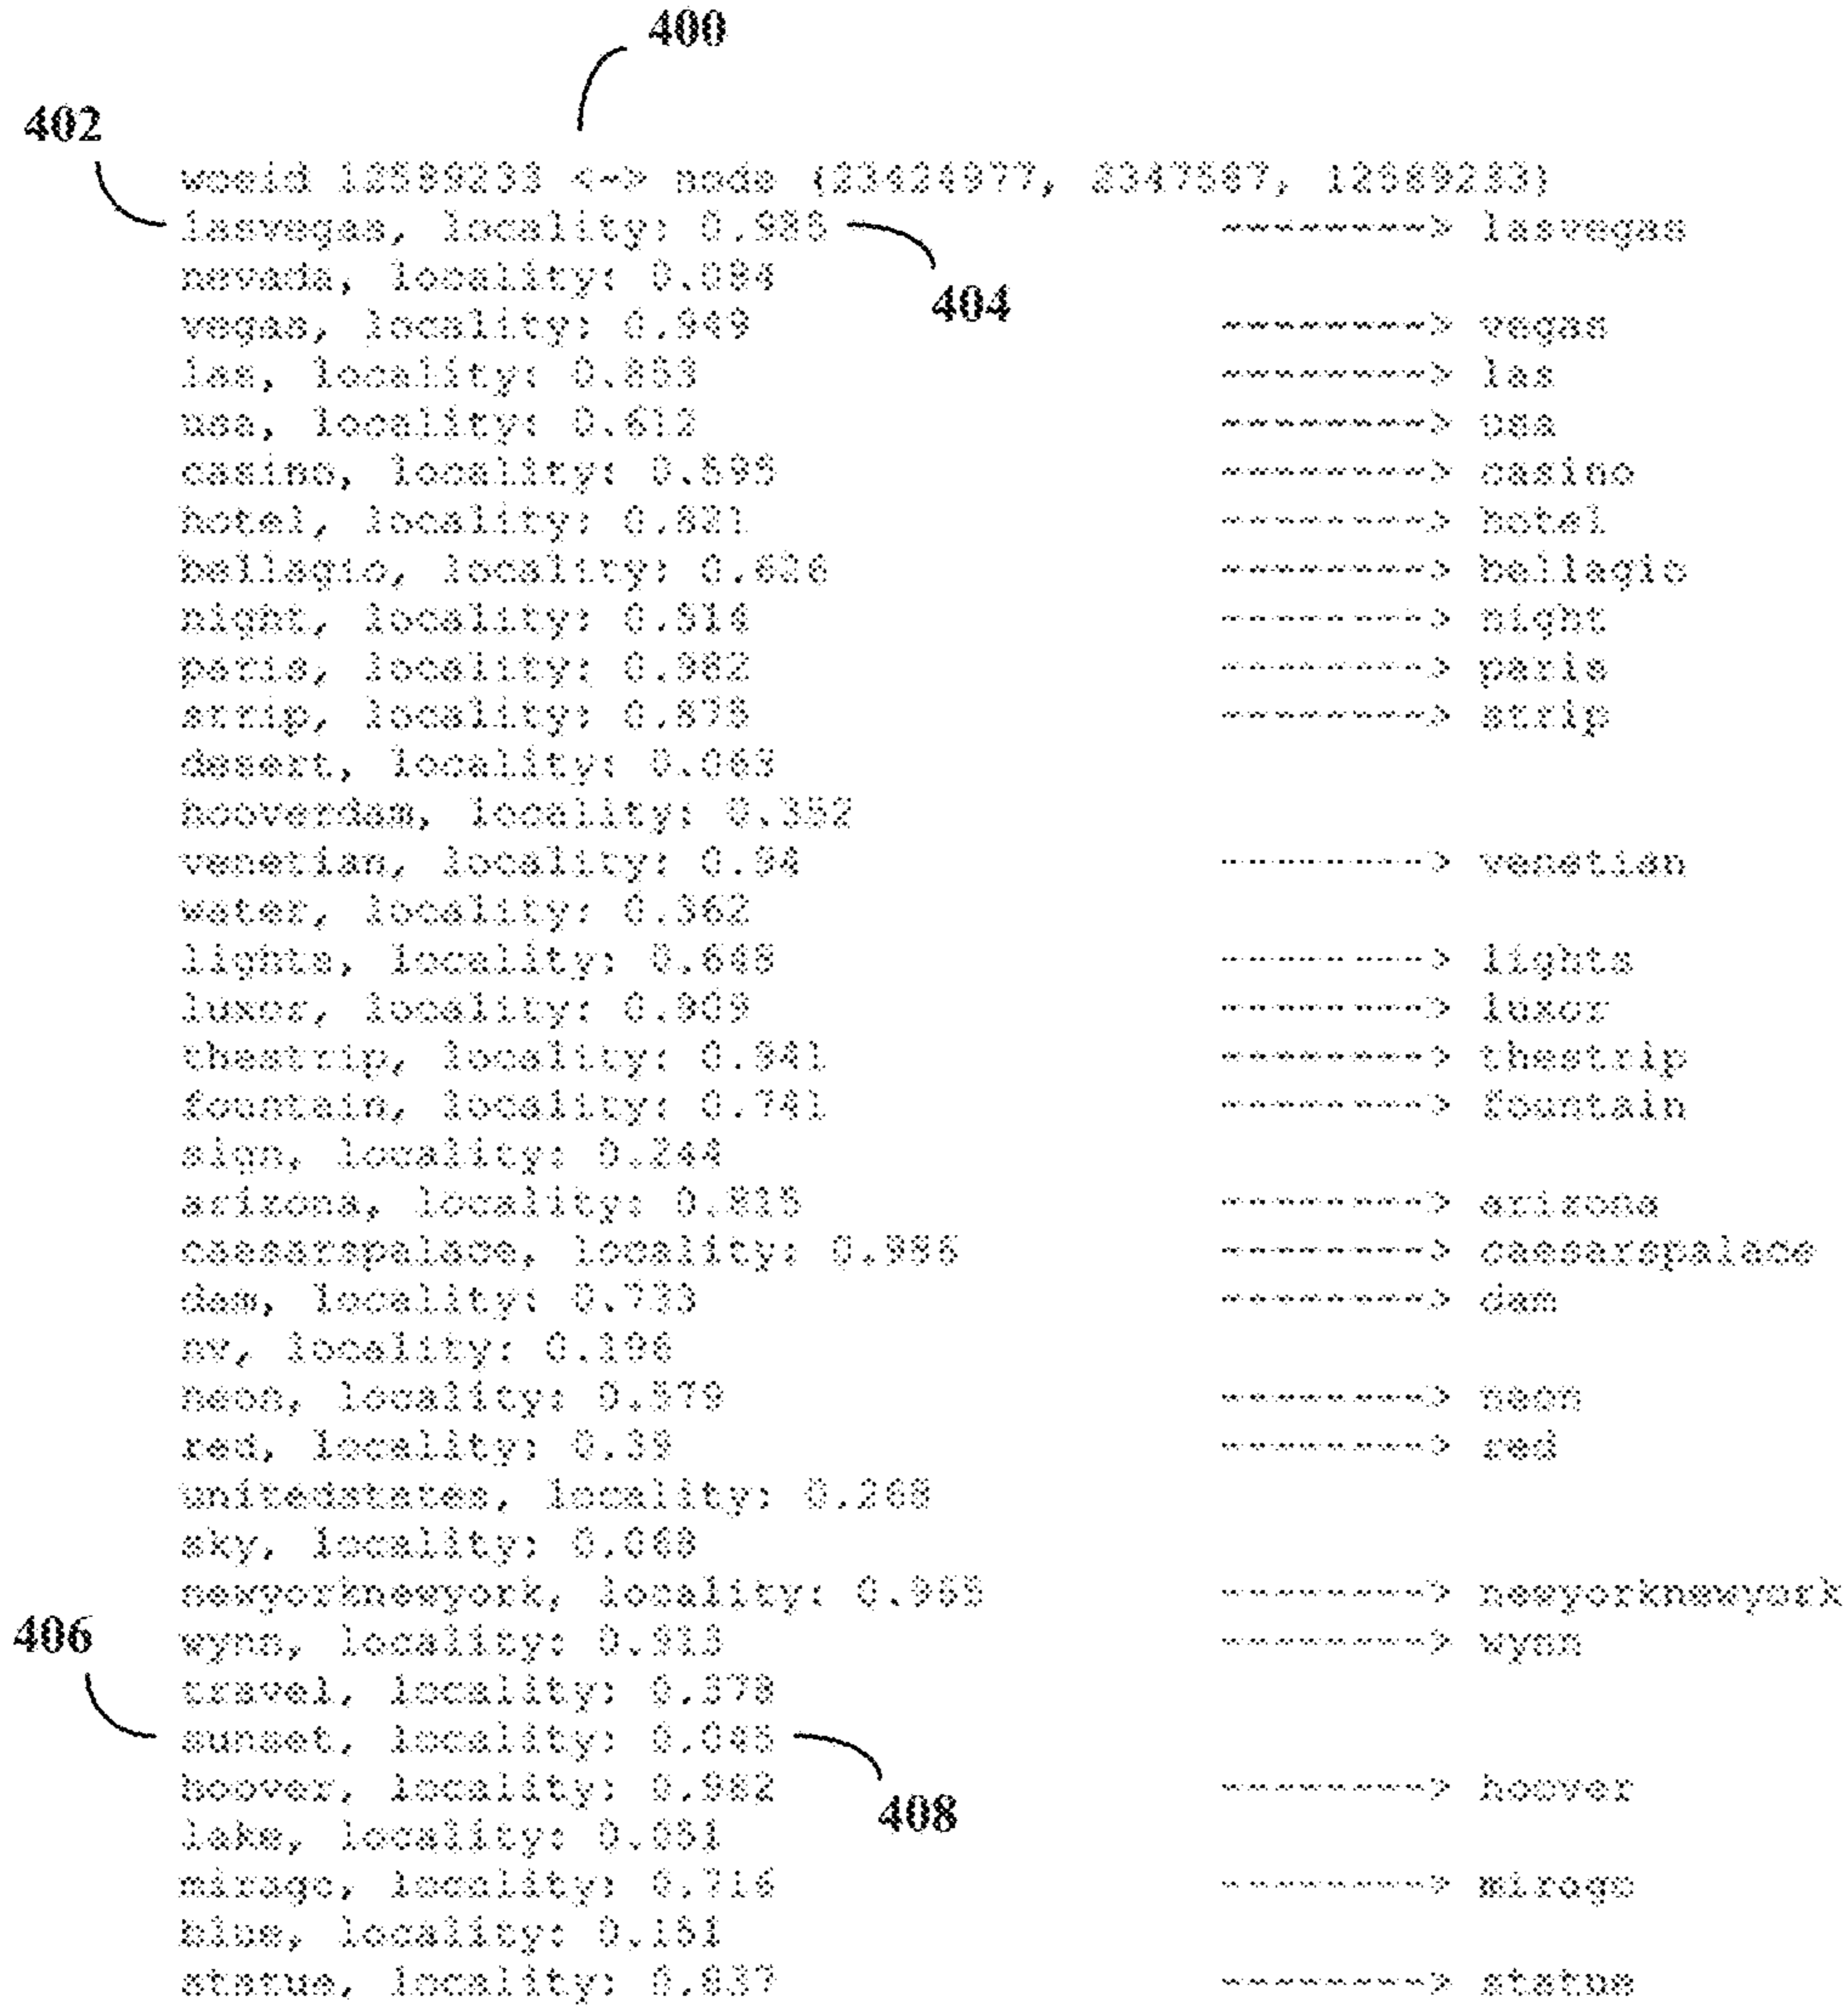 400
402
woeid 12589233 <~> node (23424977, 2347587, 12589233)
lasvegas, locality: 0.985 ~~~~~~~~> lasvegas
nevada, locality: 0.094
404
vegas, locality: 0.949 ~~~~~~~~> vegas
las, locality: 0.853 ~~~~~~~~> las
usa, locality: 0.612 ~~~~~~~~> usa
casino, locality: 0.595 ~~~~~~~~> casino
hotel, locality: 0.521 ~~~~~~~~> hotel
bellagio, locality: 0.636 ~~~~~~~~> bellagio
night, locality: 0.514 ~~~~~~~~> night
paris, locality: 0.982 ~~~~~~~~> paris
strip, locality: 0.875 ~~~~~~~~> strip
desert, locality: 0.063
hooverdam, locality: 0.352
venetian, locality: 0.94 ~~~~~~~~> venetian
water, locality: 0.362
lights, locality: 0.648 ~~~~~~~~> lights
luxor, locality: 0.909 ~~~~~~~~> luxor
thestrip, locality: 0.941 ~~~~~~~~> thestrip
fountain, locality: 0.741 ~~~~~~~~> fountain
sign, locality: 0.244
arizona, locality: 0.815 ~~~~~~~~> arizona
caesarspalace, locality: 0.996 ~~~~~~~~> caesarspalace
dam, locality: 0.733 ~~~~~~~~> dam
nv, locality: 0.196
neon, locality: 0.579 ~~~~~~~~> neon
red, locality: 0.39 ~~~~~~~~> red
unitedstates, locality: 0.268
sky, locality: 0.068
newyorknewyork, locality: 0.965 ~~~~~~~~> newyorknewyork
406
wynn, locality: 0.913 ~~~~~~~~> wynn
travel, locality: 0.378
sunset, locality: 0.045
hoover, locality: 0.982 ~~~~~~~~> hoover
408
lake, locality: 0.051
mirage, locality: 0.716 ~~~~~~~~> mirage
blue, locality: 0.151
statue, locality: 0.837 ~~~~~~~~> statue